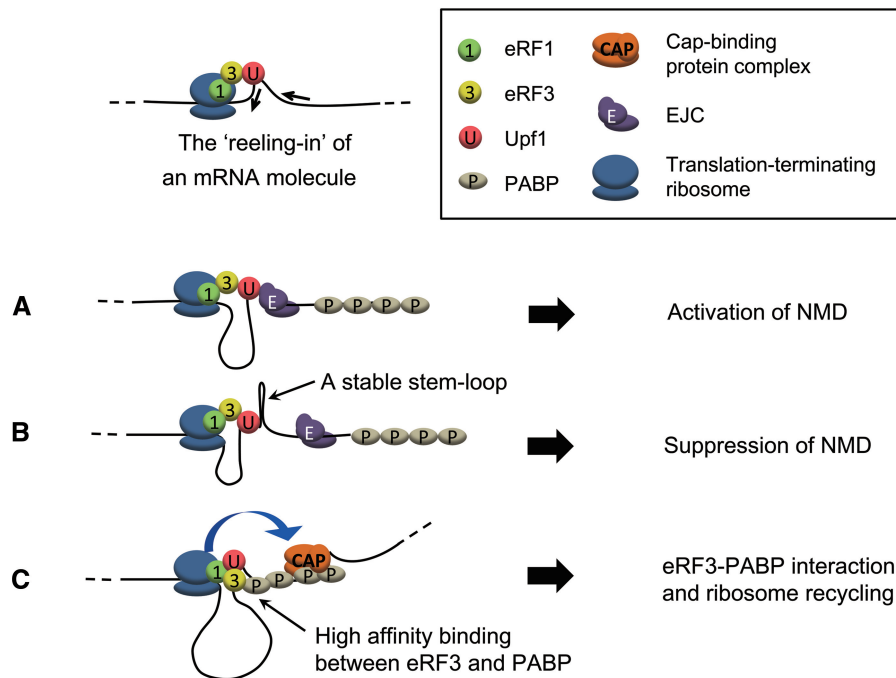 1 3 U
The ‘reeling-in’ of
an mRNA molecule
1 eRF1
3 eRF3
U Upf1
P PABP
CAP Cap-binding
protein complex
E EJC
Translation-terminating
ribosome
A
1 3 U E P P P P
Activation of NMD
A stable stem-loop
B
1 3 U E P P P P
Suppression of NMD
C
1 U 3 P P P P CAP
eRF3-PABP interaction
and ribosome recycling
High affinity binding
between eRF3 and PABP